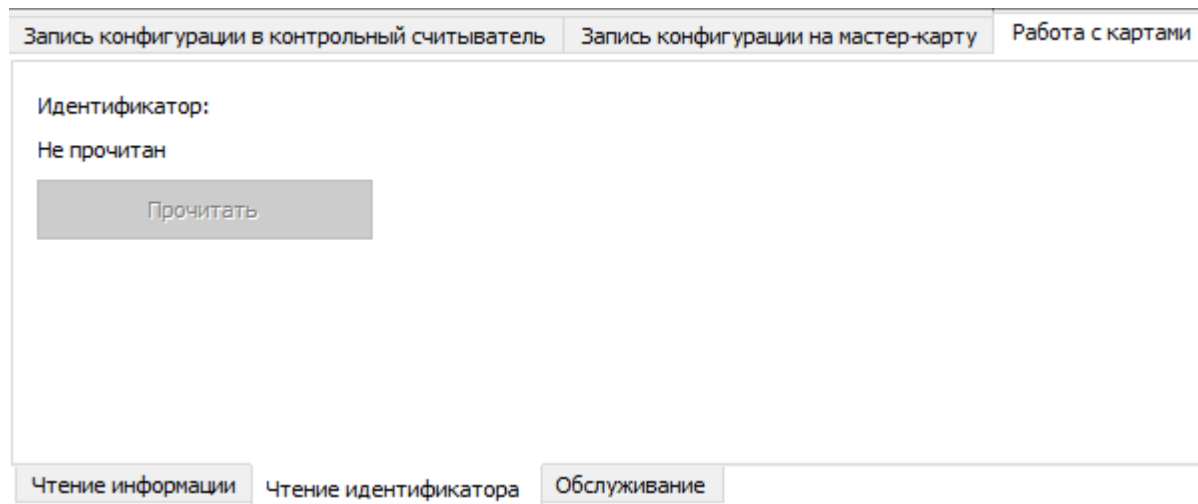 Запись конфигурации в контрольный считыватель Запись конфигурации на мастер-карту Работа с картами
Идентификатор:
Не прочитан
Прочитать
Чтение информации Чтение идентификатора Обслуживание